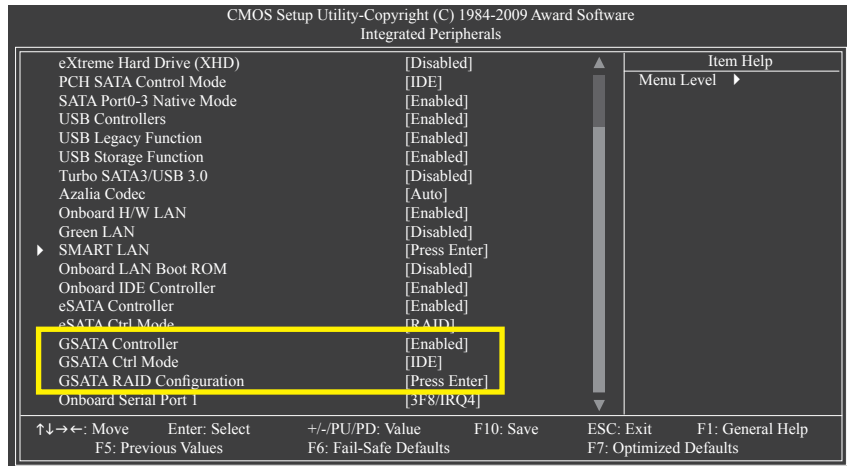 CMOS Setup Utility-Copyright (C) 1984-2009 Award Software
Integrated Peripherals
eXtreme Hard Drive (XHD) [Disabled]
PCH SATA Control Mode [IDE]
SATA Port0-3 Native Mode [Enabled]
USB Controllers [Enabled]
USB Legacy Function [Enabled]
USB Storage Function [Enabled]
Turbo SATA3/USB 3.0 [Disabled]
Azalia Codec [Auto]
Onboard H/W LAN [Enabled]
Green LAN [Disabled]
SMART LAN [Press Enter]
Onboard LAN Boot ROM [Disabled]
Onboard IDE Controller [Enabled]
eSATA Controller [Enabled]
eSATA Ctrl Mode [RAID]
GSATA Controller [Enabled]
GSATA Ctrl Mode [IDE]
GSATA RAID Configuration [Press Enter]
Onboard Serial Port 1 [3F8/IRQ4]
Item Help
Menu Level
↑↓→←: Move Enter: Select +/-/PU/PD: Value F10: Save ESC: Exit F1: General Help
F5: Previous Values F6: Fail-Safe Defaults F7: Optimized Defaults